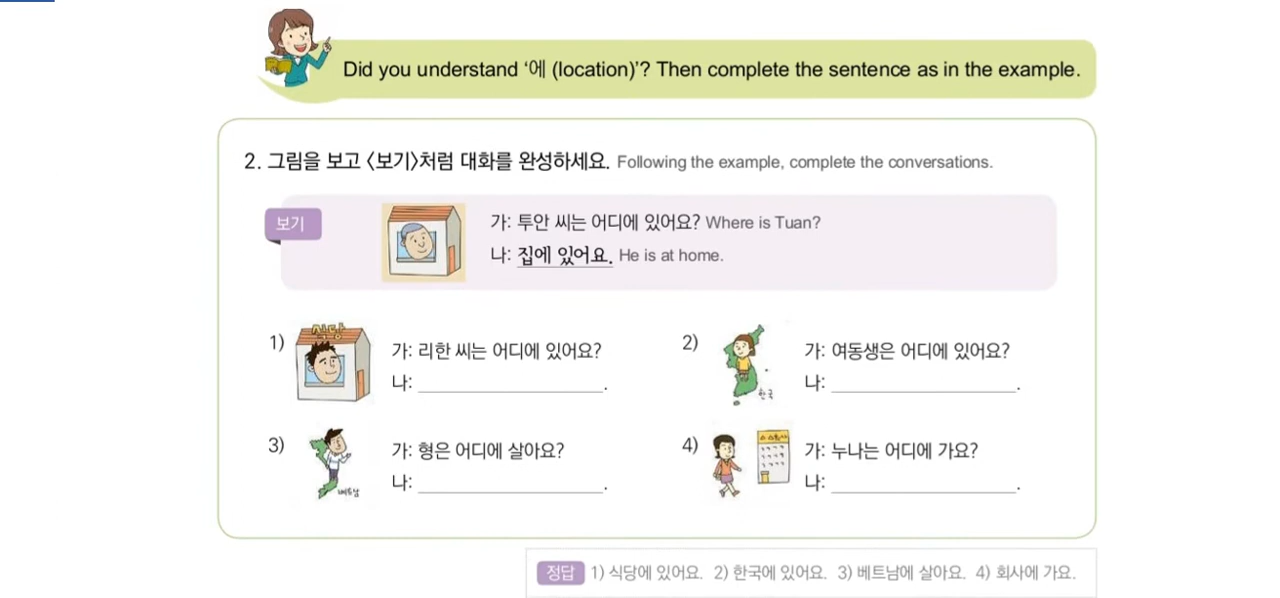 Did you understand ‘에 (location)’? Then complete the sentence as in the example.
2. 그림을 보고 〈보기〉처럼 대화를 완성하세요. Following the example, complete the conversations.
보기
가: 투안 씨는 어디에 있어요? Where is Tuan?
나: 집에 있어요. He is at home.
1)
식당
가: 리한 씨는 어디에 있어요?
나: .
2)
한국
가: 여동생은 어디에 있어요?
나: .
3)
베트남
가: 형은 어디에 살아요?
나: .
4)
가: 누나는 어디에 가요?
나: .
정답 1) 식당에 있어요. 2) 한국에 있어요. 3) 베트남에 살아요. 4) 회사에 가요.